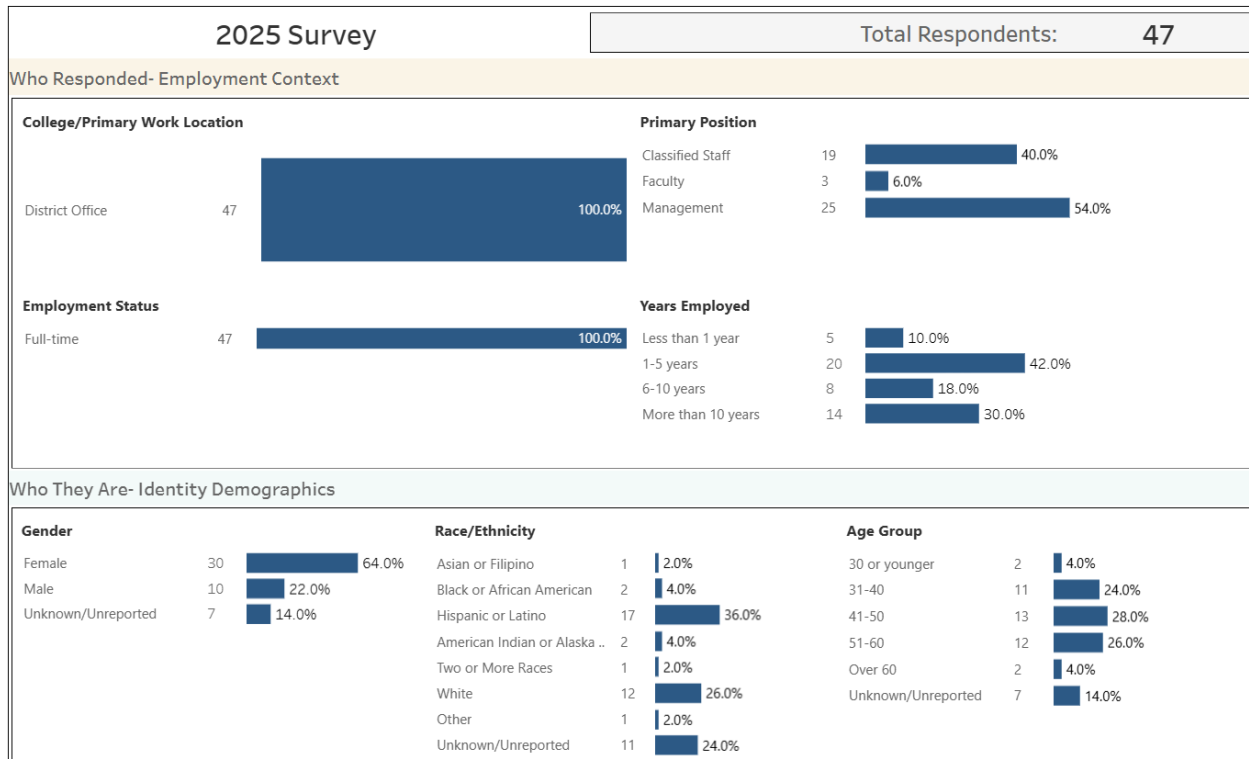 2025 Survey
Total Respondents: 47
Who Responded- Employment Context
College/Primary Work Location
District Office 47 100.0%
Primary Position
Classified Staff 19 40.0%
Faculty 3 6.0%
Management 25 54.0%
Employment Status
Full-time 47 100.0%
Years Employed
Less than 1 year 5 10.0%
1-5 years 20 42.0%
6-10 years 8 18.0%
More than 10 years 14 30.0%
Who They Are- Identity Demographics
Gender
Female 30 64.0%
Male 10 22.0%
Unknown/Unreported 7 14.0%
Race/Ethnicity
Asian or Filipino 1 2.0%
Black or African American 2 4.0%
Hispanic or Latino 17 36.0%
American Indian or Alaska .. 2 4.0%
Two or More Races 1 2.0%
White 12 26.0%
Other 1 2.0%
Unknown/Unreported 11 24.0%
Age Group
30 or younger 2 4.0%
31-40 11 24.0%
41-50 13 28.0%
51-60 12 26.0%
Over 60 2 4.0%
Unknown/Unreported 7 14.0%